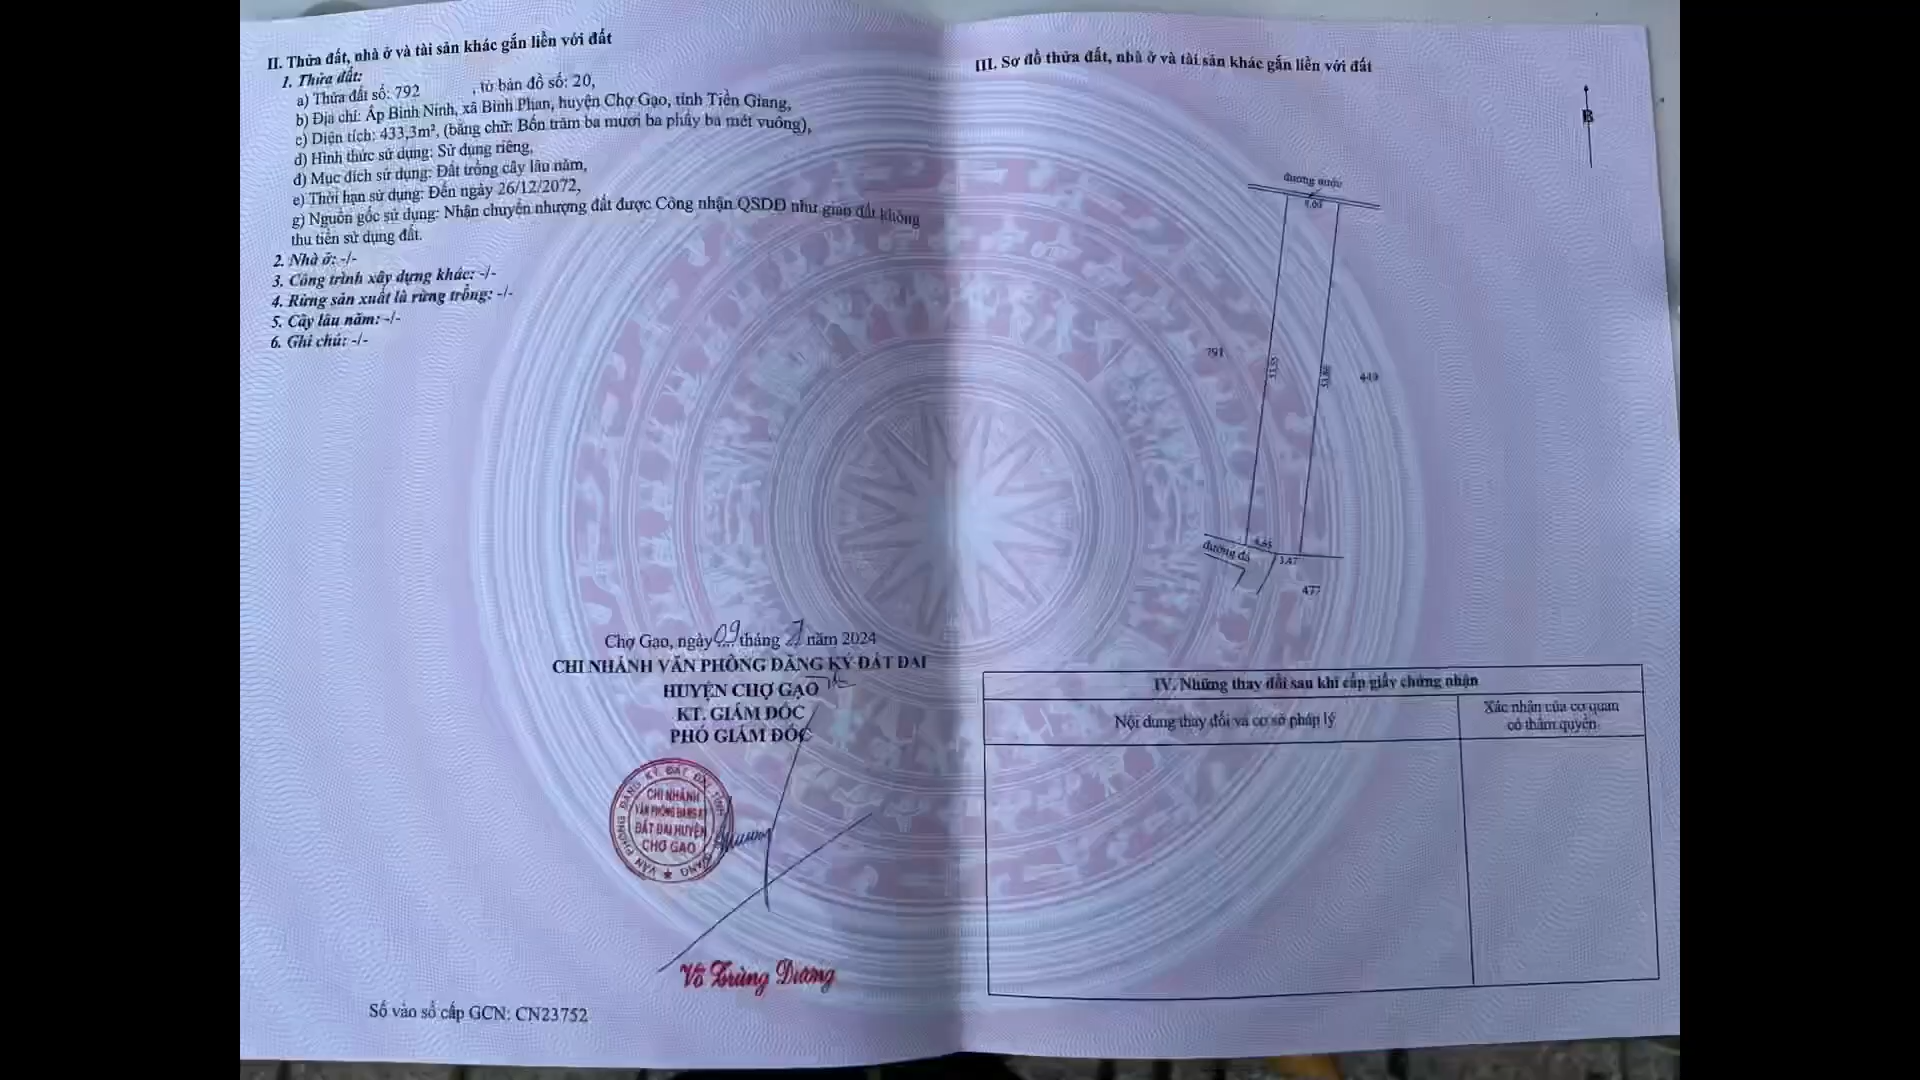 II. Thửa đất, nhà ở và tài sản khác gắn liền với đất
1. Thửa đất:
a) Thửa đất số: 792 , tờ bản đồ số: 20,
b) Địa chỉ: Ấp Bình Ninh, xã Bình Phan, huyện Chợ Gạo, tỉnh Tiền Giang,
c) Diện tích: 433,3m², (bằng chữ: Bốn trăm ba mươi ba phẩy ba mét vuông),
d) Hình thức sử dụng: Sử dụng riêng,
đ) Mục đích sử dụng: Đất trồng cây lâu năm,
e) Thời hạn sử dụng: Đến ngày 26/12/2072,
g) Nguồn gốc sử dụng: Nhận chuyển nhượng đất được Công nhận QSDĐ như giao đất không
thu tiền sử dụng đất.
2. Nhà ở: -/-
3. Công trình xây dựng khác: -/-
4. Rừng sản xuất là rừng trồng: -/-
5. Cây lâu năm: -/-
6. Ghi chú: -/-
Chợ Gạo, ngày 09 tháng 7 năm 2024
CHI NHÁNH VĂN PHÒNG ĐĂNG KÝ ĐẤT ĐAI
HUYỆN CHỢ GẠO
KT. GIÁM ĐỐC
PHÓ GIÁM ĐỐC
CHI NHÁNH
VĂN PHÒNG ĐĂNG KÝ
ĐẤT ĐAI HUYỆN
CHỢ GẠO
Võ Trùng Dương
Số vào sổ cấp GCN: CN23752
III. Sơ đồ thửa đất, nhà ở và tài sản khác gắn liền với đất
B
đường nước
791
449
đường đá
4.65
3.47
477
IV. Những thay đổi sau khi cấp giấy chứng nhận
Nội dung thay đổi và cơ sở pháp lý
Xác nhận của cơ quan
có thẩm quyền